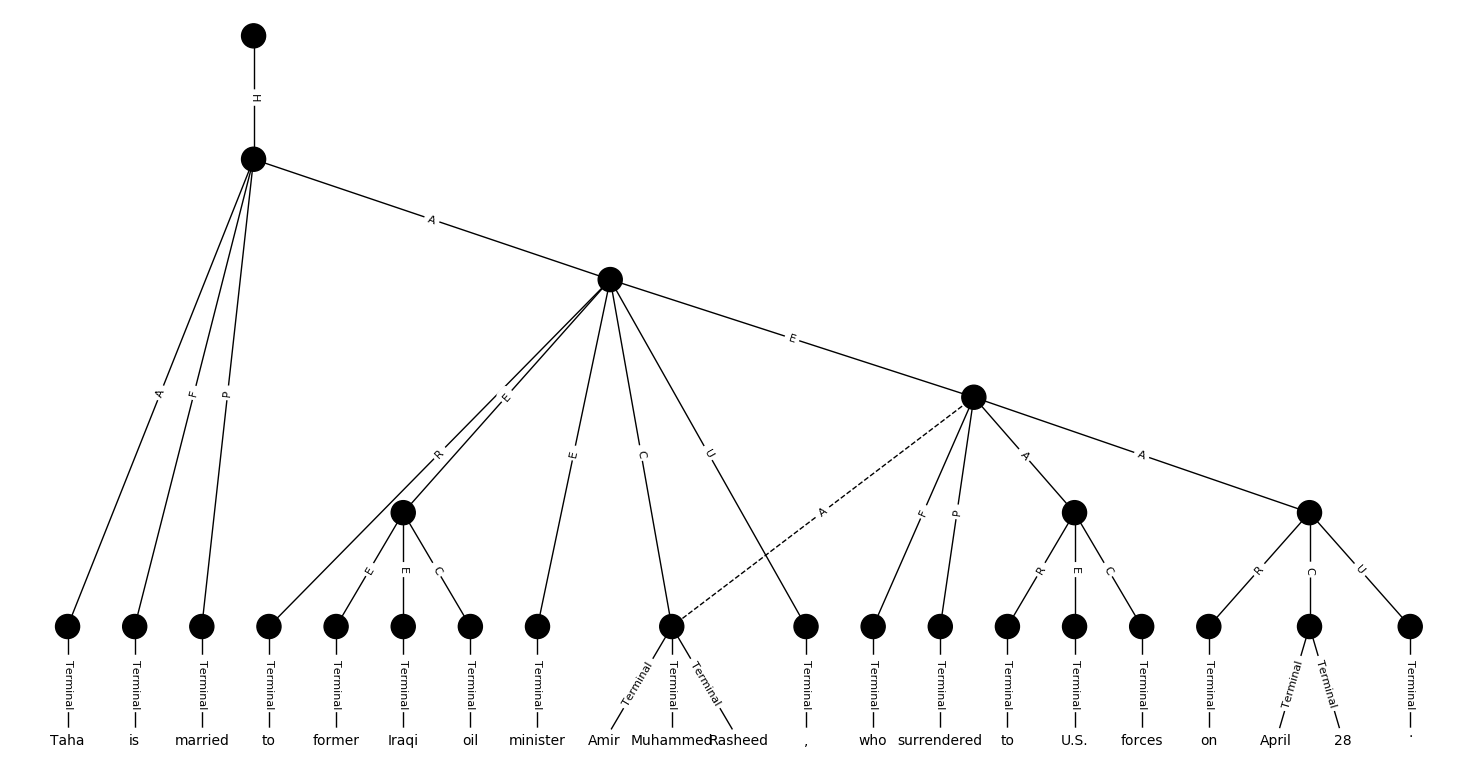 H
A
A F P
E
R E E C U
A
F P A A
E E C
R E C
R C U
Terminal Terminal Terminal Terminal Terminal Terminal Terminal Terminal Terminal Terminal Terminal Terminal Terminal Terminal Terminal Terminal Terminal Terminal Terminal Terminal Terminal
Taha is married to former Iraqi oil minister Amir Muhammed Rasheed , who surrendered to U.S. forces on April 28 .